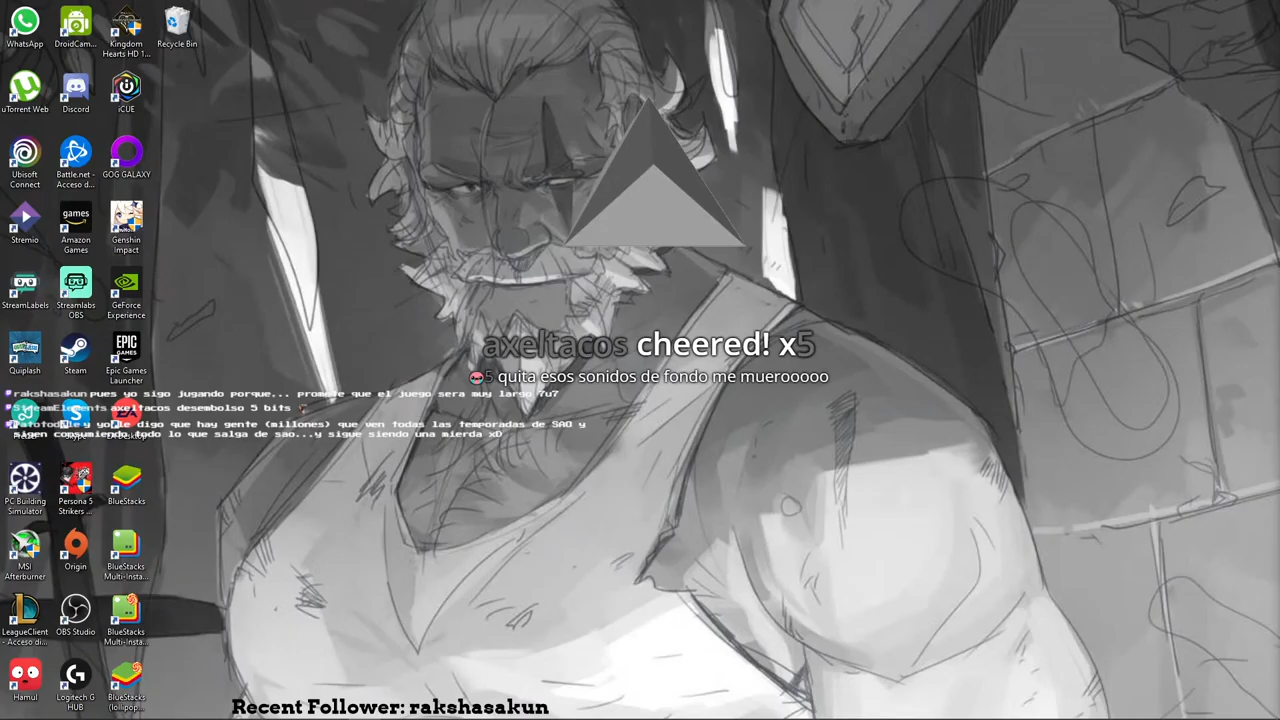 WhatsApp
DroidCam...
Kingdom
Hearts HD 1...
Recycle Bin
uTorrent Web
Discord
iCUE
Ubisoft
Connect
Battle.net -
Acceso d...
GOG GALAXY
Stremio
games
Amazon
Games
Genshin
Impact
StreamLabels
Streamlabs
OBS
GeForce
Experience
Quiplash
Steam
EPIC
GAMES
Epic Games
Launcher
axeltacos cheered! x5
5 quita esos sonidos de fondo me muerooooo
rakshasakun pues yo sigo jugando porque... promete que el juego sera muy largo 7u7
StreamElements axeltacos desembolso 5 bits
y yo le digo que hay gente (millones) que ven todas las temporadas de SAO y
sigen consumiendo todo lo que salga de sao...y sigue siendo una mierda xD
PC Building
Simulator
Persona 5
Strikers ...
BlueStacks
MSI
Afterburner
Origin
BlueStacks
Multi-Insta...
LeagueClient
- Acceso di...
OBS Studio
BlueStacks
Multi-Insta...
Hamul
Logitech G
HUB
BlueStacks
(lollipop...
Recent Follower: rakshasakun